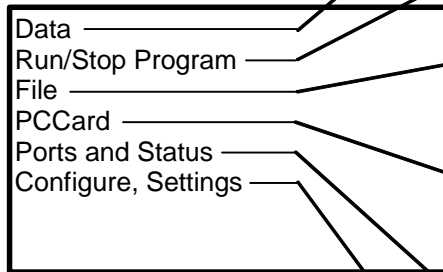 Data
Run/Stop Program
File
PCCard
Ports and Status
Configure, Settings